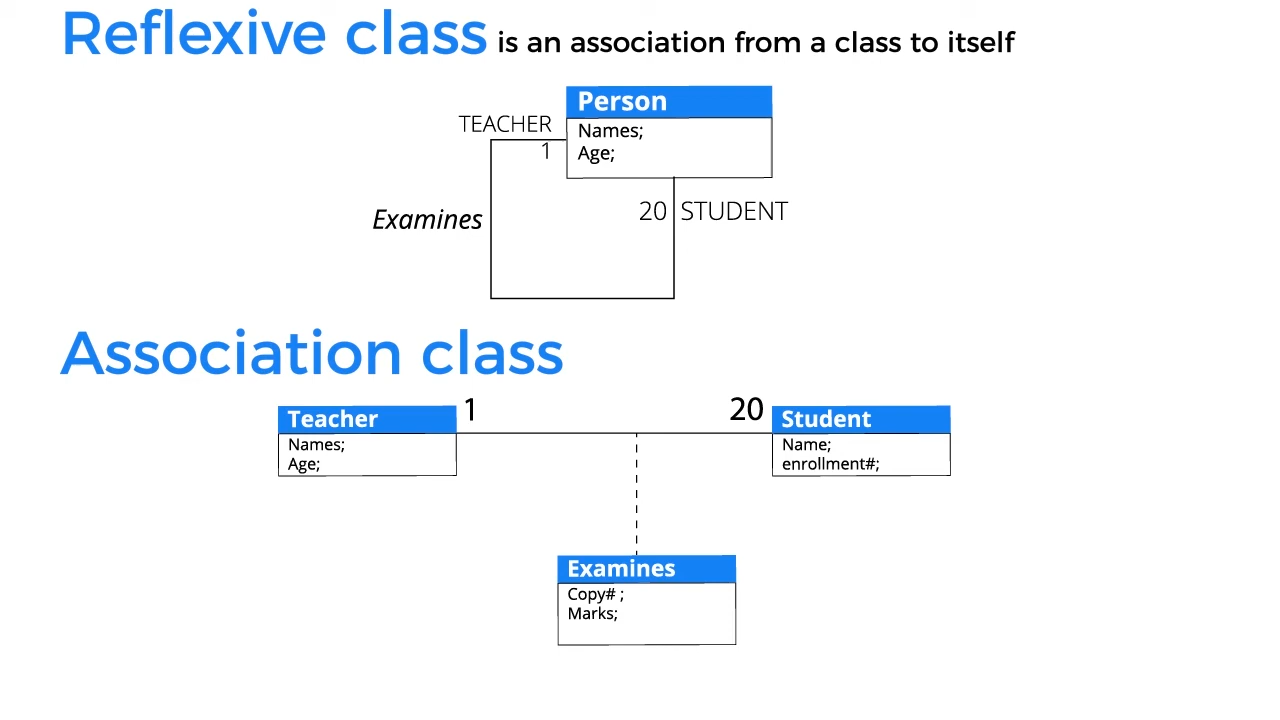 Reflexive class is an association from a class to itself
Person
TEACHER
1
Names;
Age;
Examines
20 STUDENT
Association class
Teacher
1
20
Student
Names;
Age;
Name;
enrollment#;
Examines
Copy# ;
Marks;